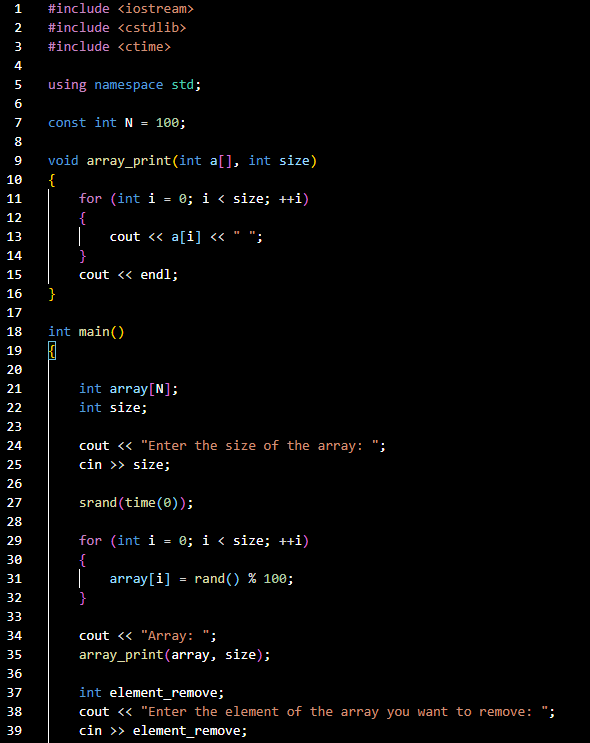 1 #include <iostream>
2 #include <cstdlib>
3 #include <ctime>
4
5 using namespace std;
6
7 const int N = 100;
8
9 void array_print(int a[], int size)
10 {
11     for (int i = 0; i < size; ++i)
12     {
13         cout << a[i] << " ";
14     }
15     cout << endl;
16 }
17
18 int main()
19 {
20
21     int array[N];
22     int size;
23
24     cout << "Enter the size of the array: ";
25     cin >> size;
26
27     srand(time(0));
28
29     for (int i = 0; i < size; ++i)
30     {
31         array[i] = rand() % 100;
32     }
33
34     cout << "Array: ";
35     array_print(array, size);
36
37     int element_remove;
38     cout << "Enter the element of the array you want to remove: ";
39     cin >> element_remove;